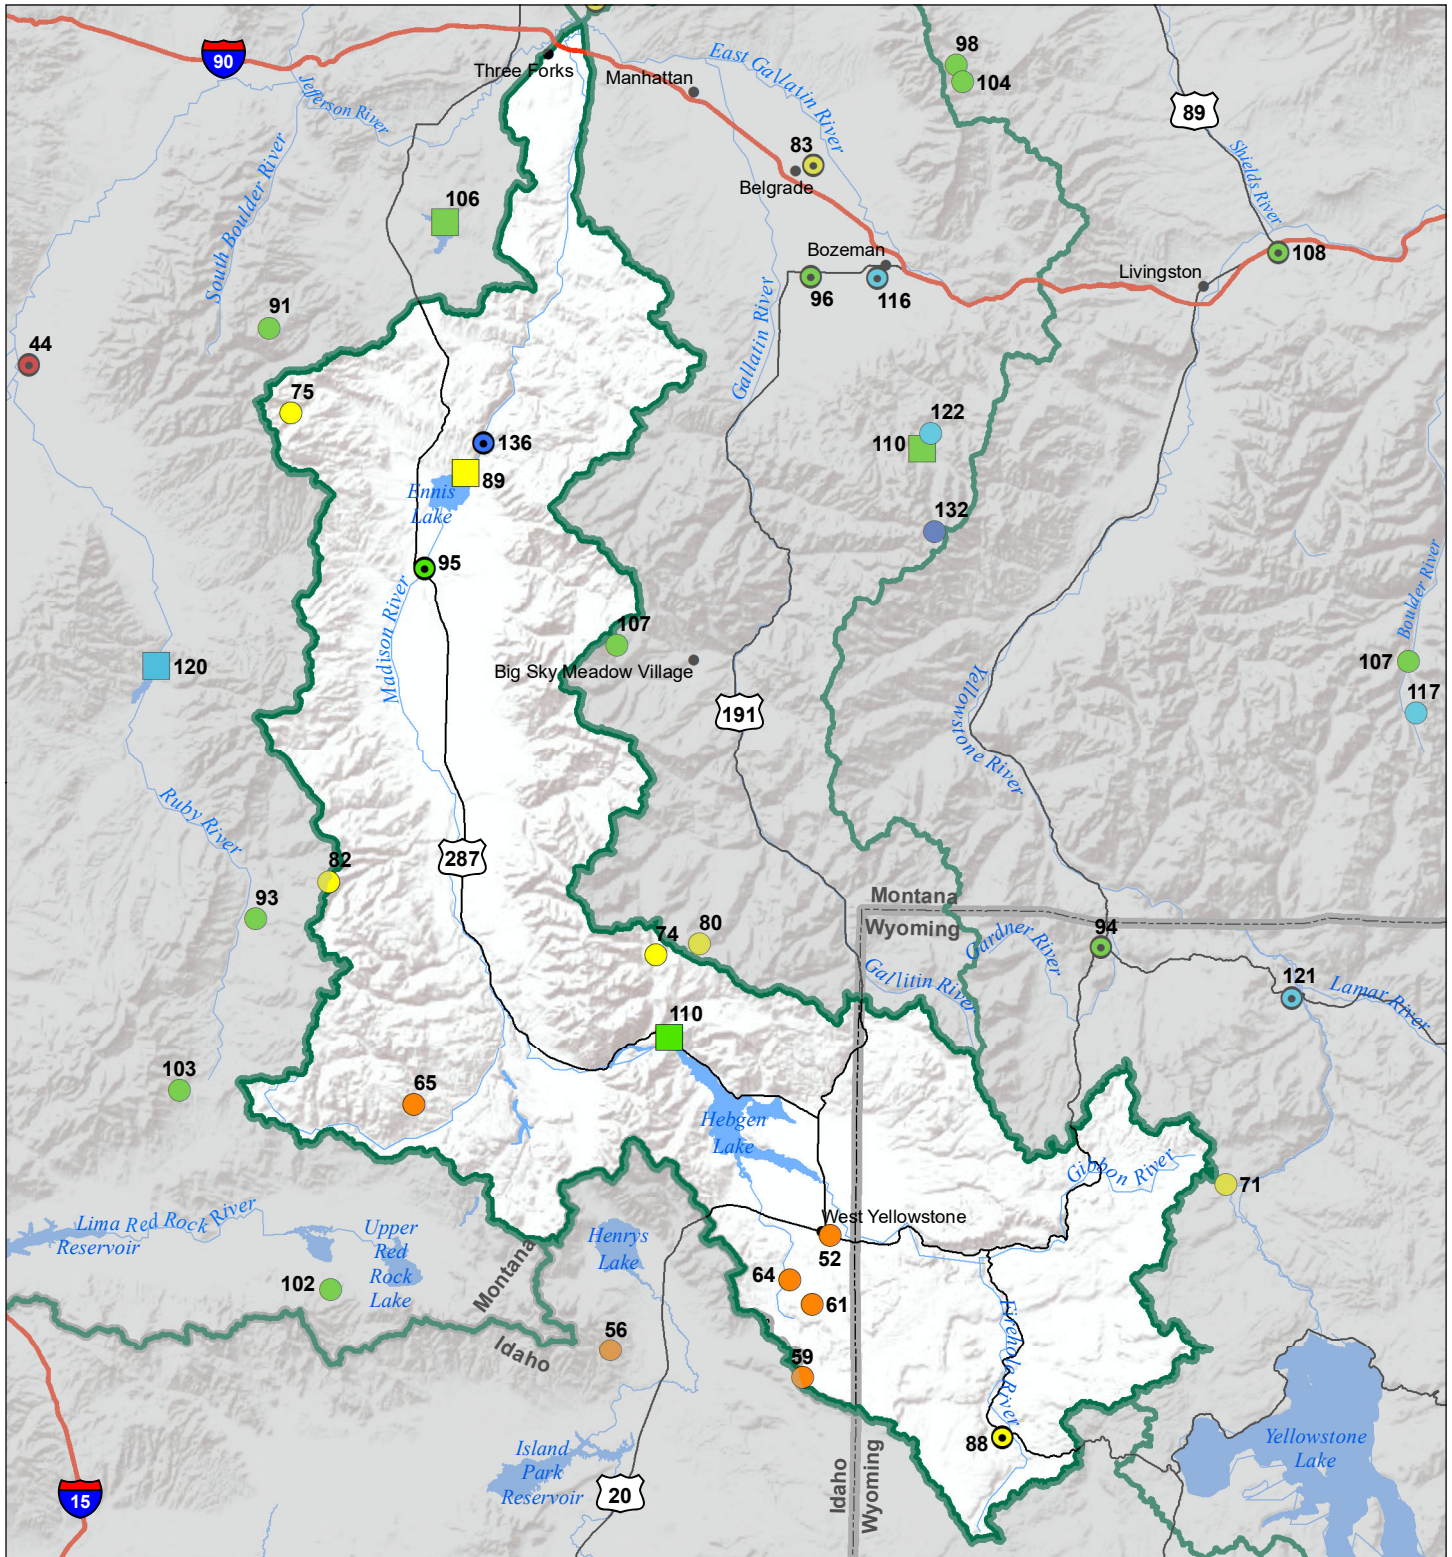 98
104
90
Three Forks
Manhattan
East Gallatin River
Jefferson River
89
83
Belgrade
Shields River
South Boulder River
106
Bozeman
108
96
116
Livingston
91
44
Gallatin River
75
122
110
136
89
Ennis
Lake
132
95
Madison River
Boulder River
107
Big Sky Meadow Village
120
107
117
191
Yellowstone River
Ruby River
287
82
93
Montana
Wyoming
74
80
94
Gardner River
Gallitin River
121
Lamar River
110
103
65
Hebgen
Lake
Gibbon River
71
Lima Red Rock River
Reservoir
Upper
Red
Rock
Lake
Henrys
Lake
West Yellowstone
52
Montana
64
61
102
Idaho
56
59
Firehole River
88
Island
Park
Reservoir
20
Idaho
Wyoming
Yellowstone
Lake
15